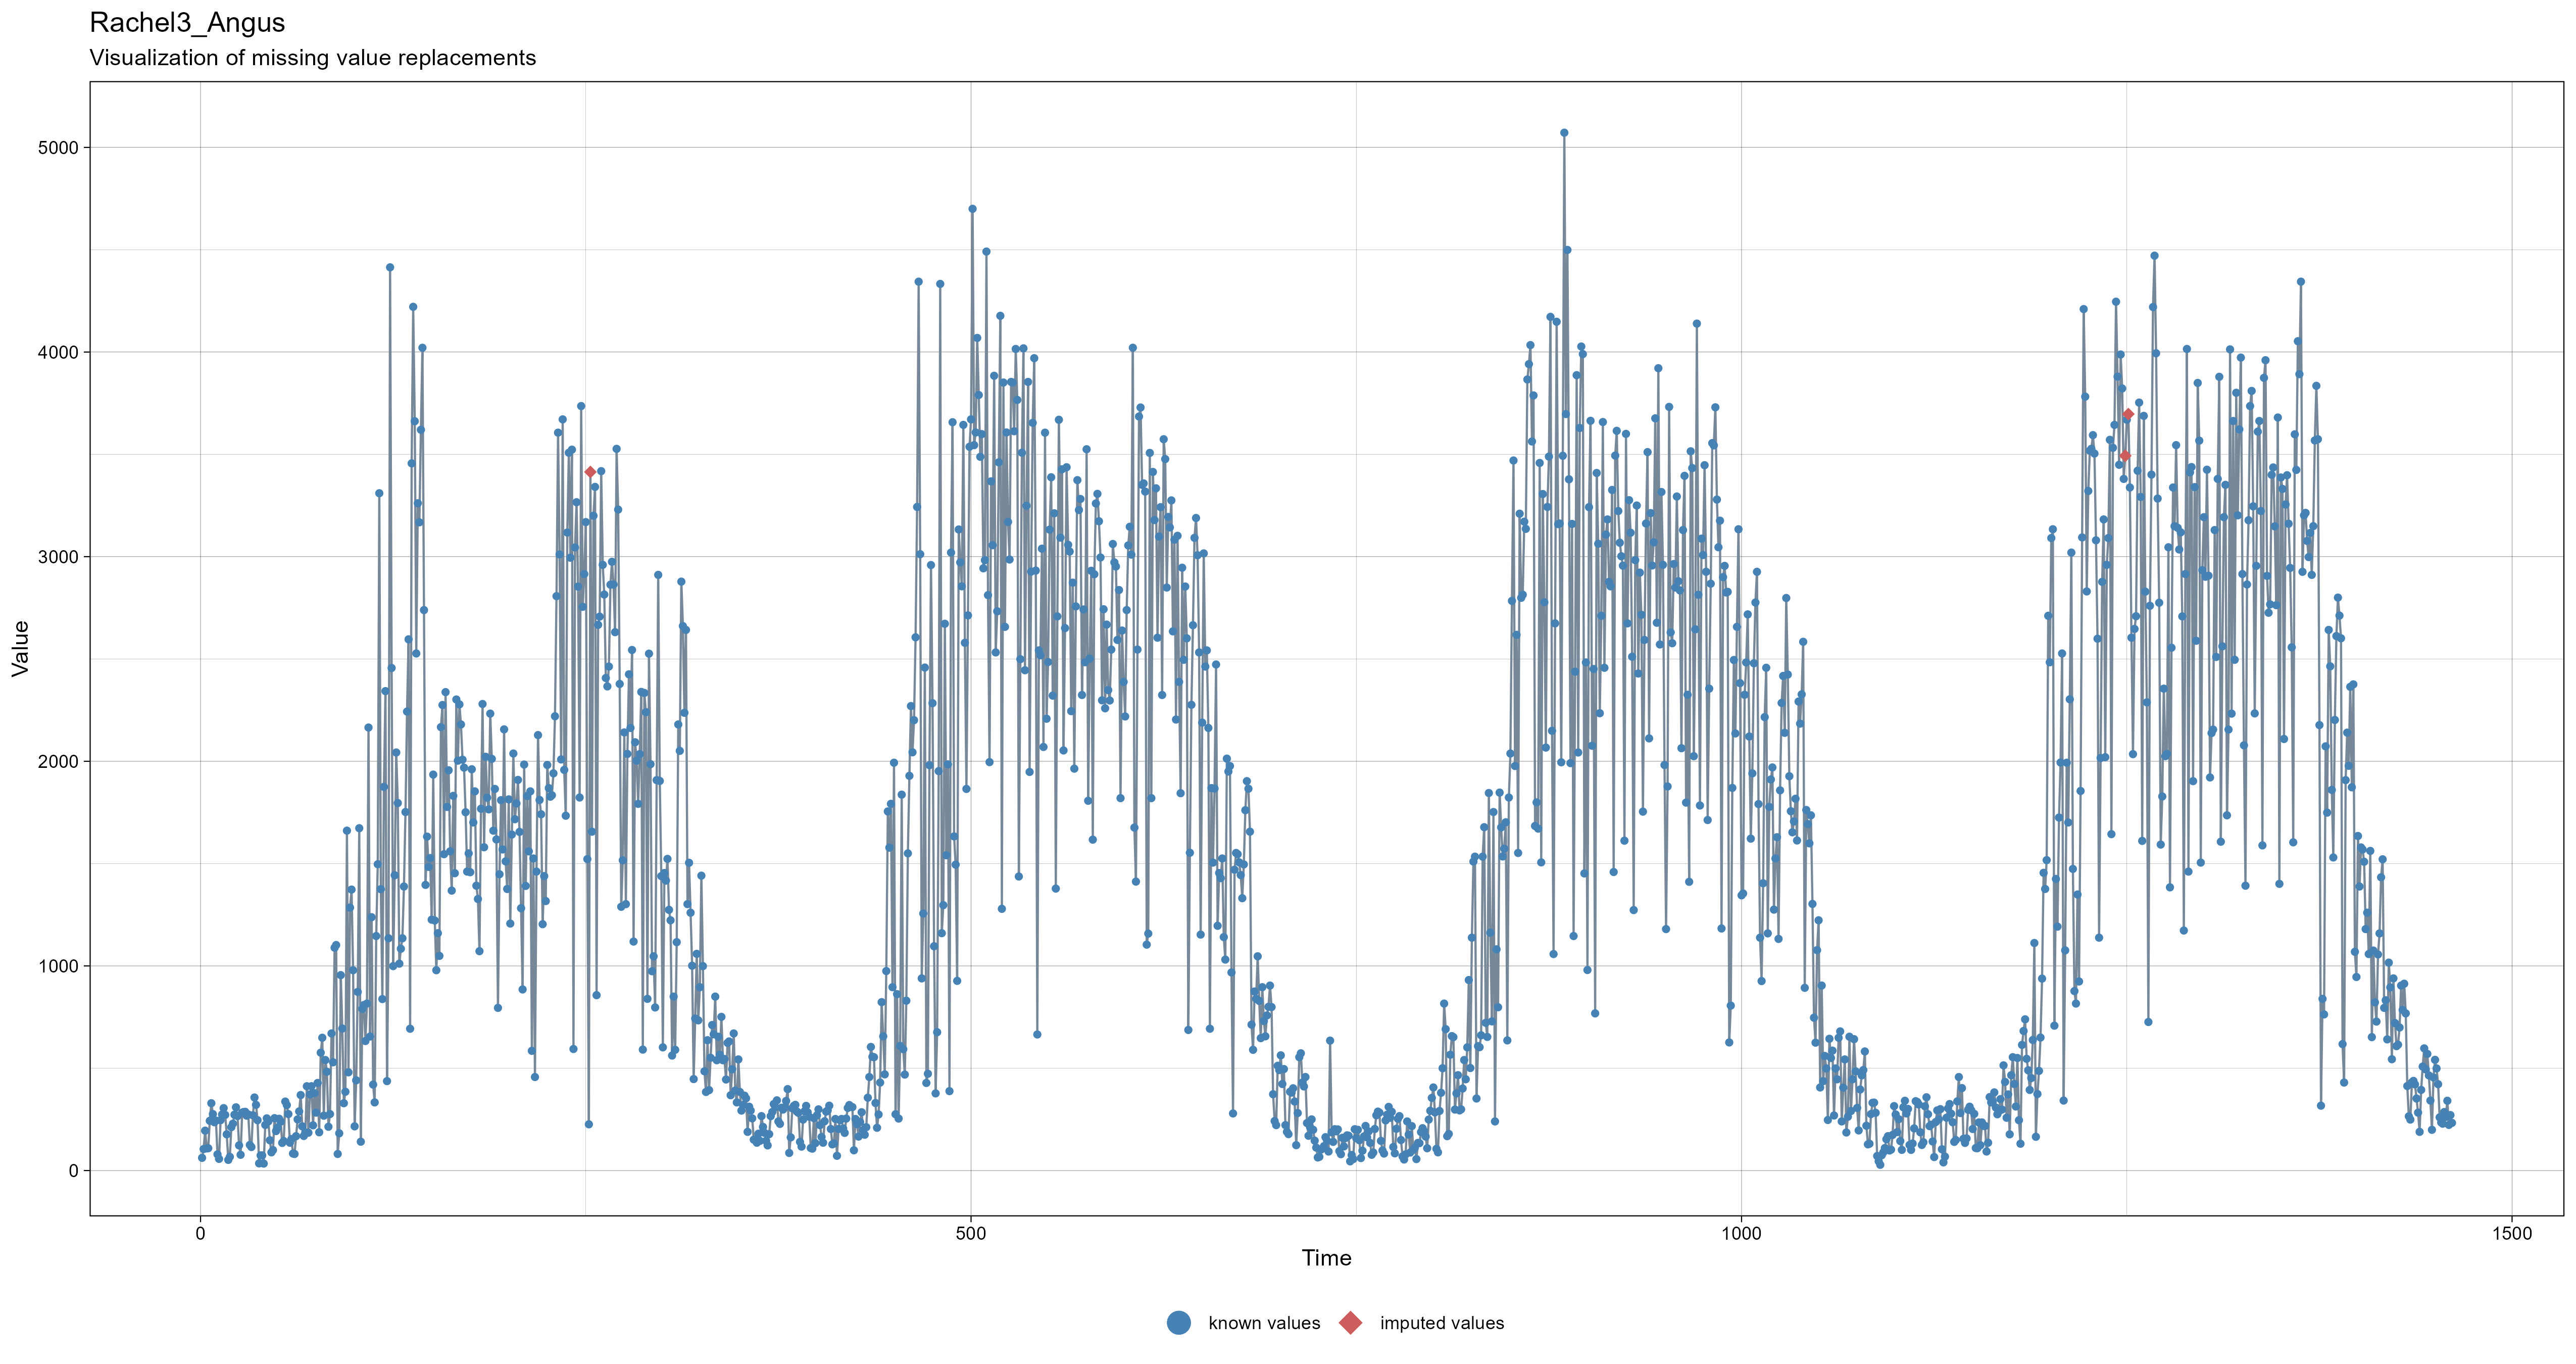 Rachel3_Angus
Visualization of missing value replacements
5000
4000
3000
2000
1000
0
Value
0 500 1000 1500
Time
known values imputed values